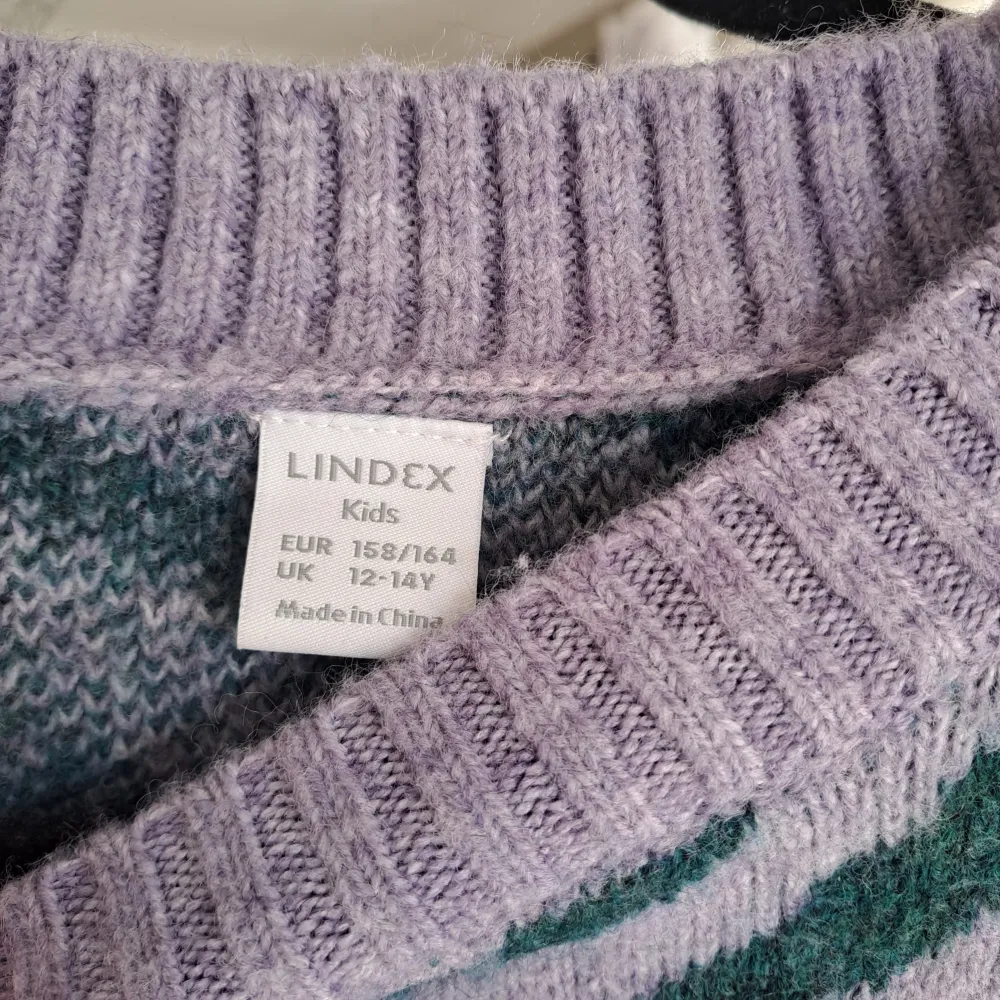 LINDEX
Kids
EUR 158/164
UK 12-14Y
Made in China